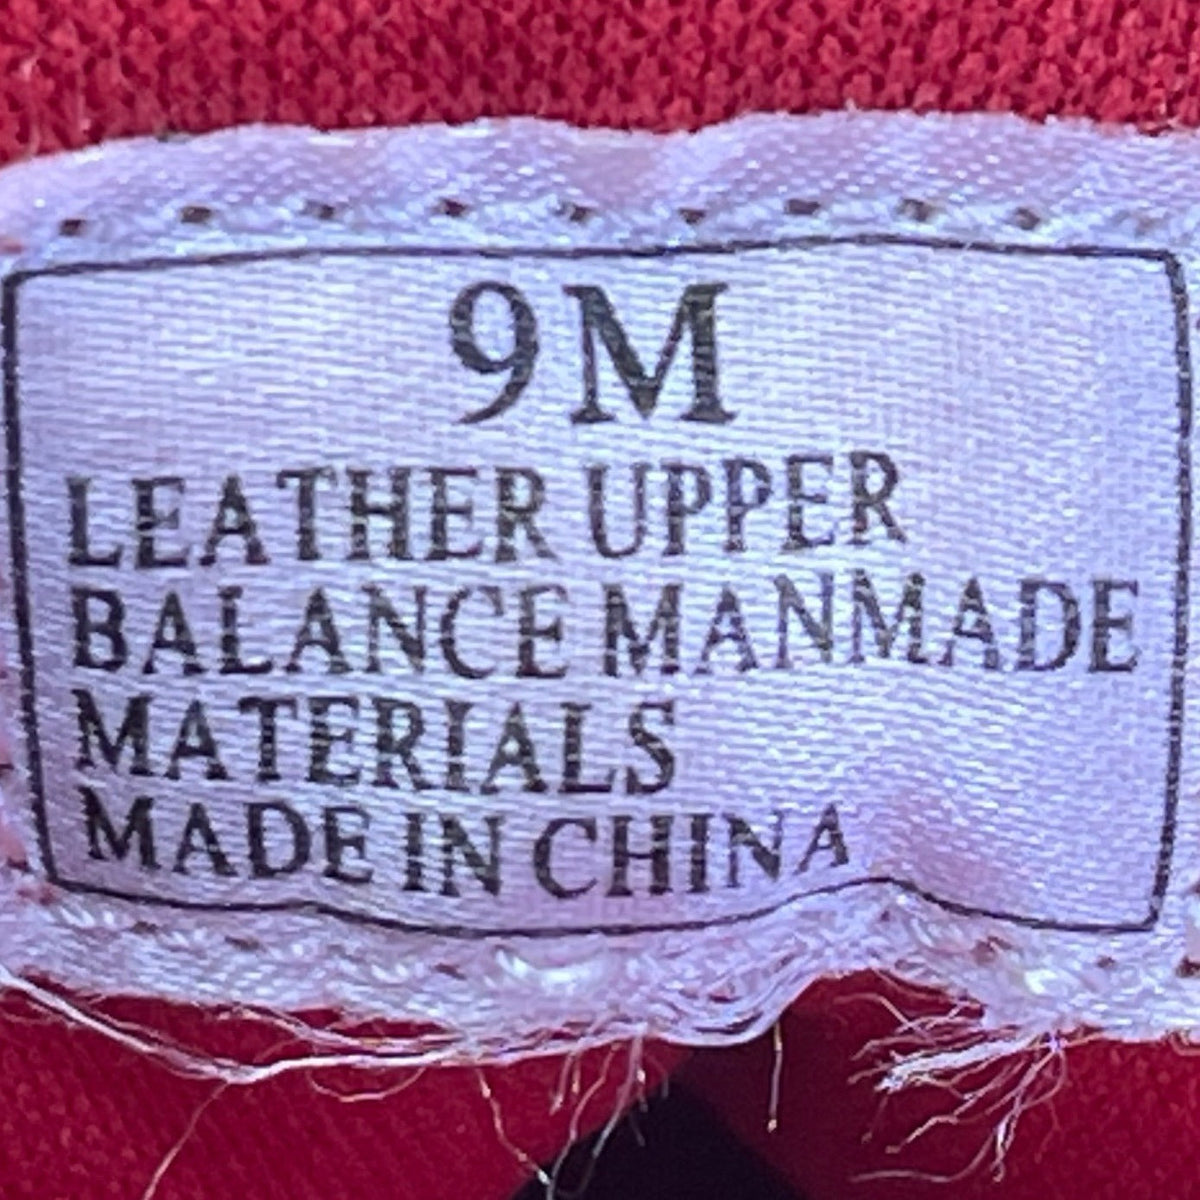 9M
LEATHER UPPER
BALANCE MANMADE
MATERIALS
MADE IN CHINA